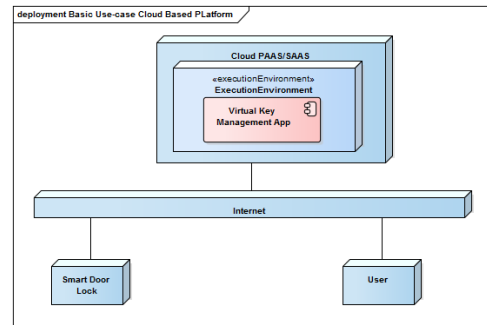 deployment Basic Use-case Cloud Based PLatform
Cloud PAAS/SAAS
«executionEnvironment»
ExecutionEnvironment
Virtual Key
Management App
Internet
Smart Door
Lock
User